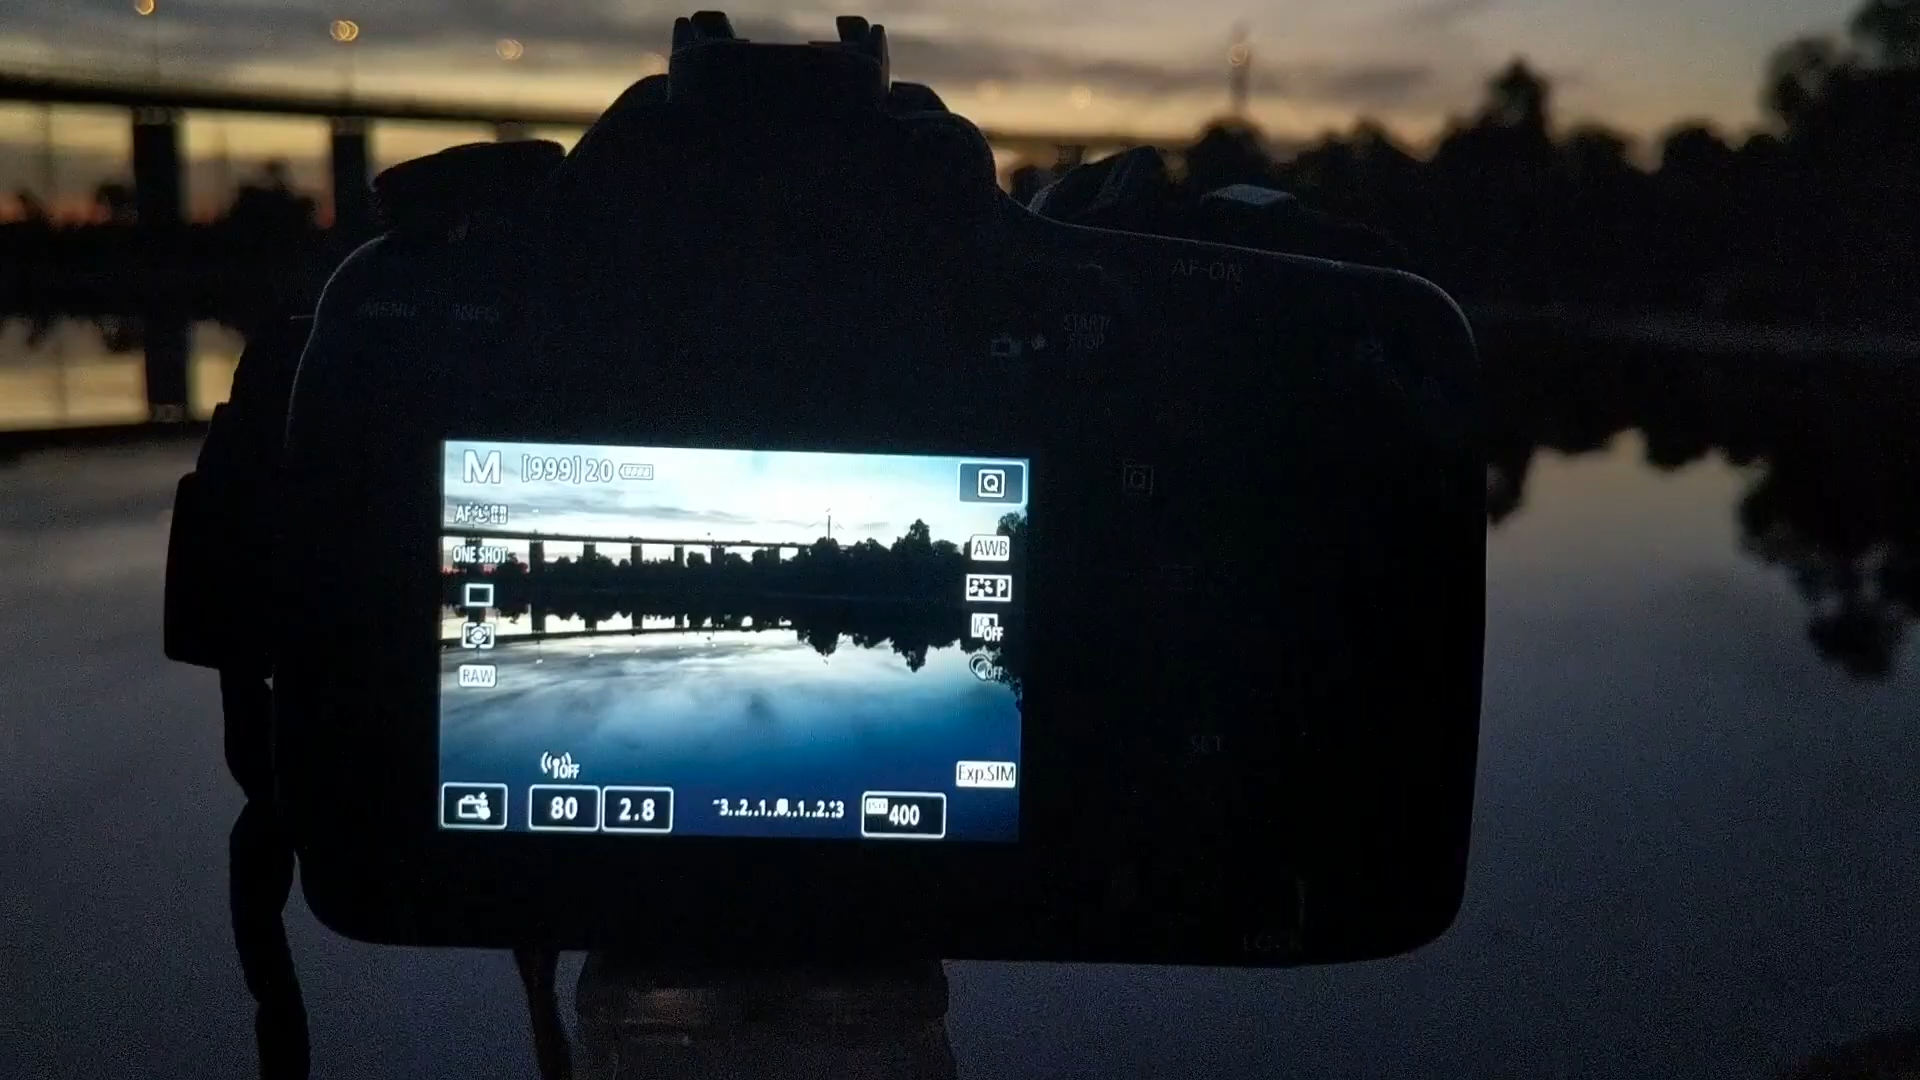 MENU INFO
AF-ON
START/
STOP
M [999]20
Q
AF
ONE SHOT
AWB
P
OFF
RAW
OFF
OFF
Exp.SIM
80 2.8 -3..2..1..0..1..2..+3 ISO 400
SET
LOCK